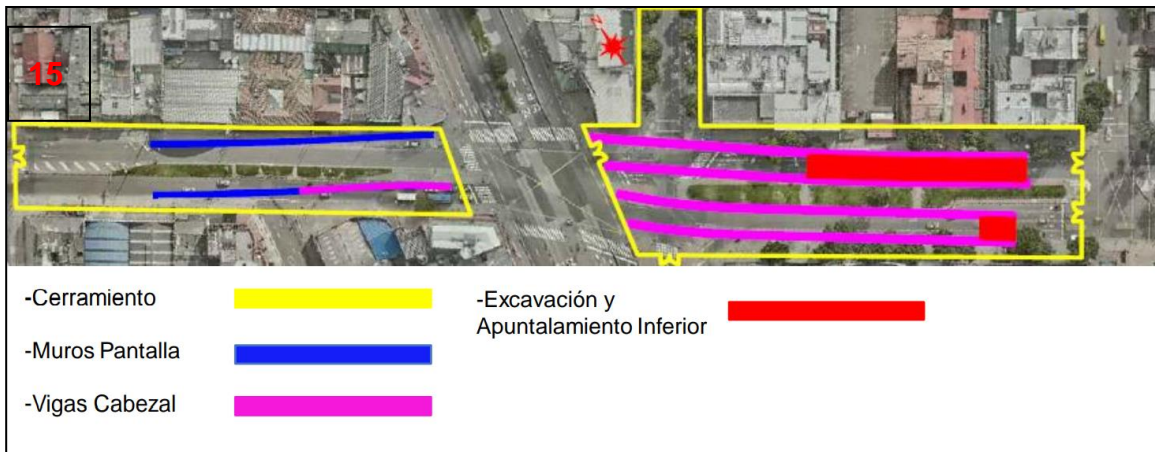 15
-Cerramiento
-Muros Pantalla
-Vigas Cabezal
-Excavación y
Apuntalamiento Inferior